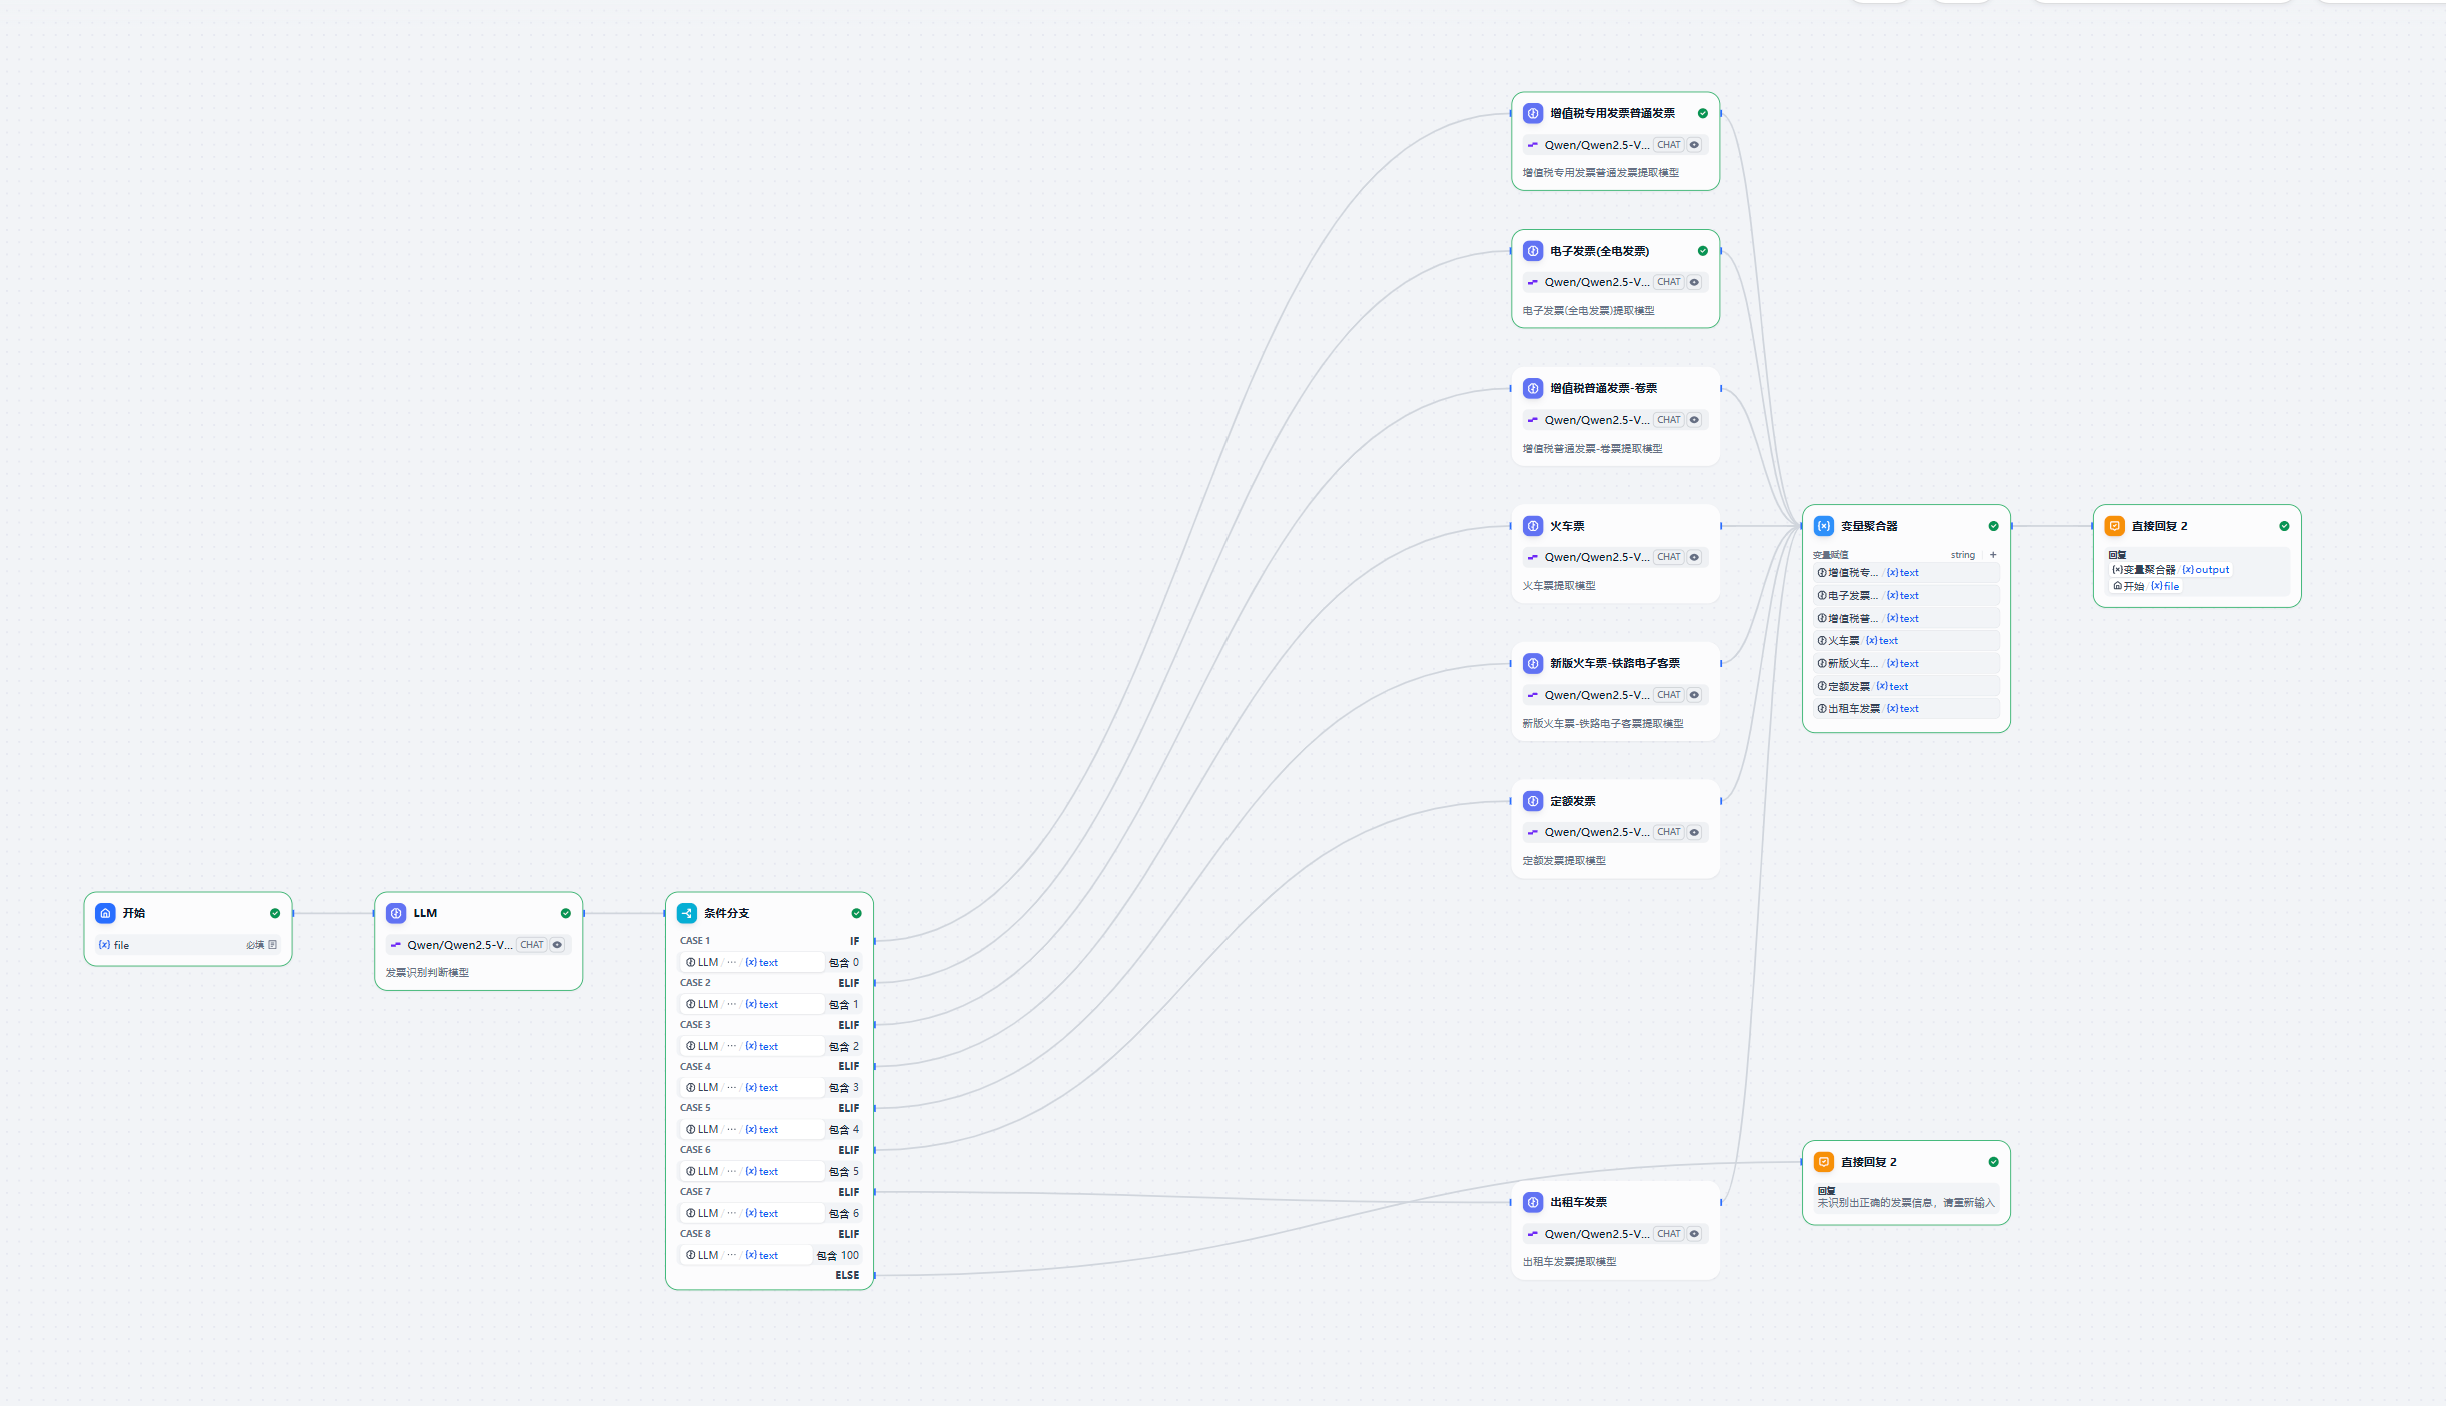 开始
file
必填
LLM
Qwen/Qwen2.5-V... CHAT
发票识别判断模型
条件分支
CASE 1 IF
LLM / ··· / {x} text 包含 0
CASE 2 ELIF
LLM / ··· / {x} text 包含 1
CASE 3 ELIF
LLM / ··· / {x} text 包含 2
CASE 4 ELIF
LLM / ··· / {x} text 包含 3
CASE 5 ELIF
LLM / ··· / {x} text 包含 4
CASE 6 ELIF
LLM / ··· / {x} text 包含 5
CASE 7 ELIF
LLM / ··· / {x} text 包含 6
CASE 8 ELIF
LLM / ··· / {x} text 包含 100
ELSE
增值税专用发票普通发票
Qwen/Qwen2.5-V... CHAT
增值税专用发票普通发票提取模型
电子发票(全电发票)
Qwen/Qwen2.5-V... CHAT
电子发票(全电发票)提取模型
增值税普通发票-卷票
Qwen/Qwen2.5-V... CHAT
增值税普通发票-卷票提取模型
火车票
Qwen/Qwen2.5-V... CHAT
火车票提取模型
新版火车票-铁路电子客票
Qwen/Qwen2.5-V... CHAT
新版火车票-铁路电子客票提取模型
定额发票
Qwen/Qwen2.5-V... CHAT
定额发票提取模型
出租车发票
Qwen/Qwen2.5-V... CHAT
出租车发票提取模型
变量聚合器
变量赋值 string +
增值税专... / {x} text
电子发票... / {x} text
增值税普... / {x} text
火车票 / {x} text
新版火车... / {x} text
定额发票 / {x} text
出租车发票 / {x} text
直接回复 2
回复
变量聚合器 / {x} output
开始 / {x} file
直接回复 2
回复
未识别出正确的发票信息，请重新输入